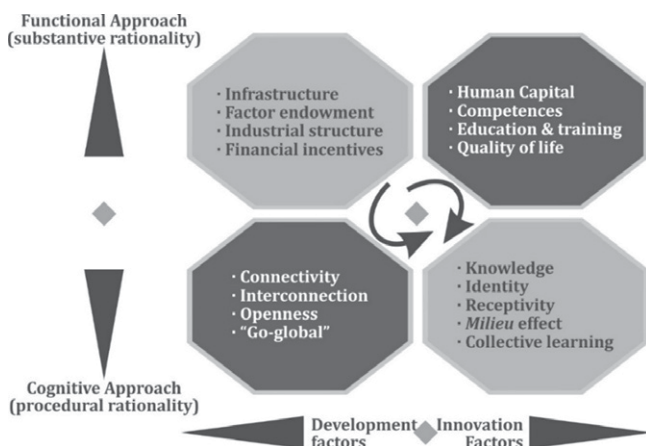 Functional Approach
(substantive rationality)
· Infrastructure
· Factor endowment
· Industrial structure
· Financial incentives
· Human Capital
· Competences
· Education & training
· Quality of life
· Connectivity
· Interconnection
· Openness
· “Go-global”
· Knowledge
· Identity
· Receptivity
· Milieu effect
· Collective learning
Cognitive Approach
(procedural rationality)
Development
factors
Innovation
Factors